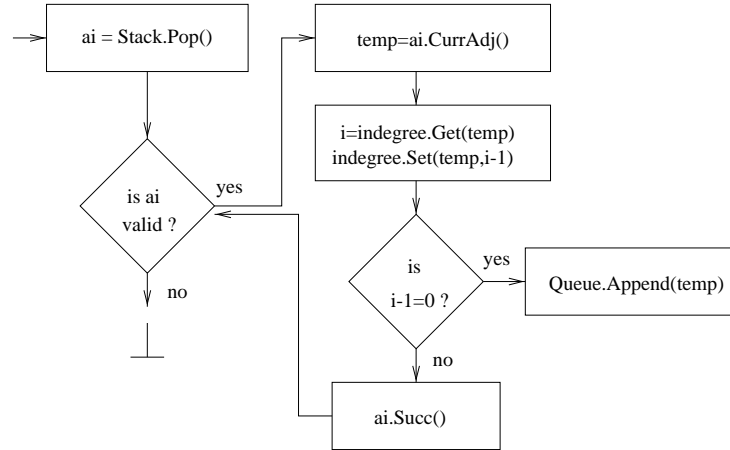 ai = Stack.Pop()
temp=ai.CurrAdj()
i=indegree.Get(temp)
indegree.Set(temp,i-1)
is ai
valid ?
yes
no
is
i-1=0 ?
yes
Queue.Append(temp)
no
ai.Succ()